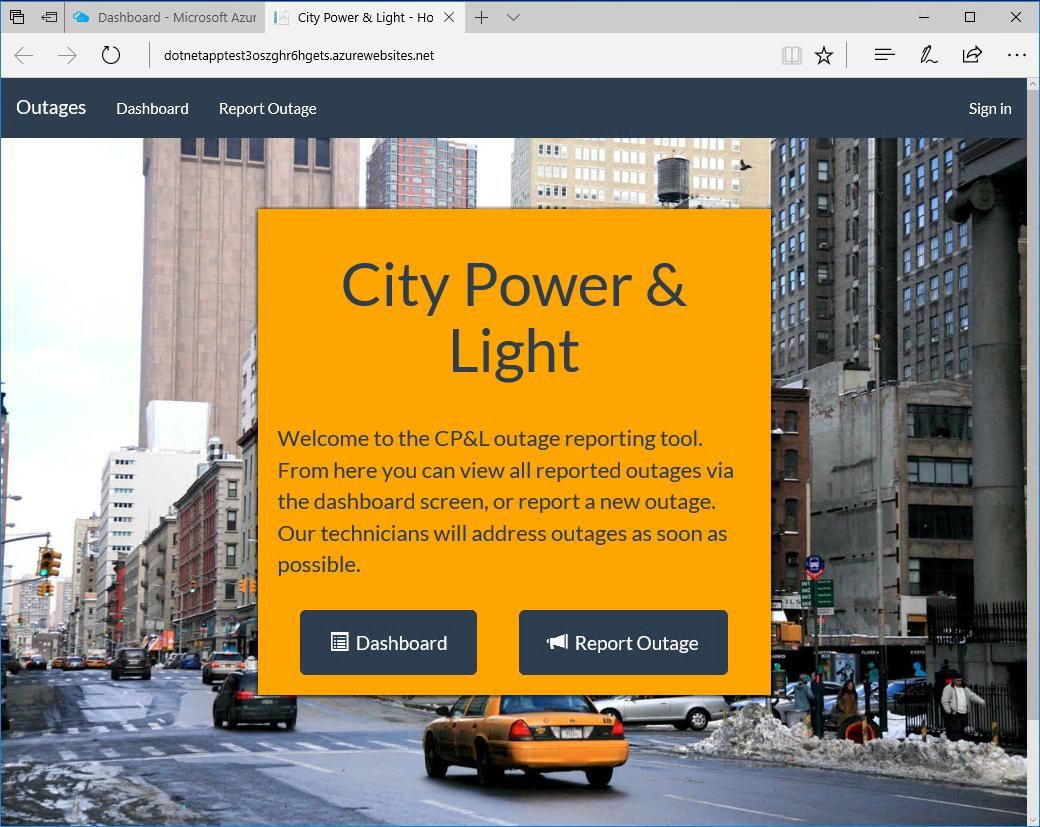 Dashboard - Microsoft Azur
City Power & Light - Ho
dotnetapptest3oszghr6hgets.azurewebsites.net
Outages Dashboard Report Outage Sign in
City Power &
Light
Welcome to the CP&L outage reporting tool.
From here you can view all reported outages via
the dashboard screen, or report a new outage.
Our technicians will address outages as soon as
possible.
Dashboard
Report Outage